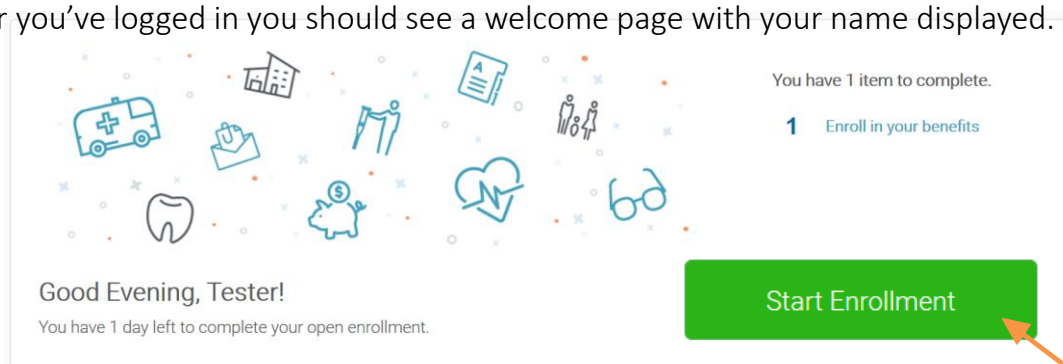 you've logged in you should see a welcome page with your name displayed.
A
You have 1 item to complete.
1 Enroll in your benefits
$
Good Evening, Tester!
You have 1 day left to complete your open enrollment.
Start Enrollment